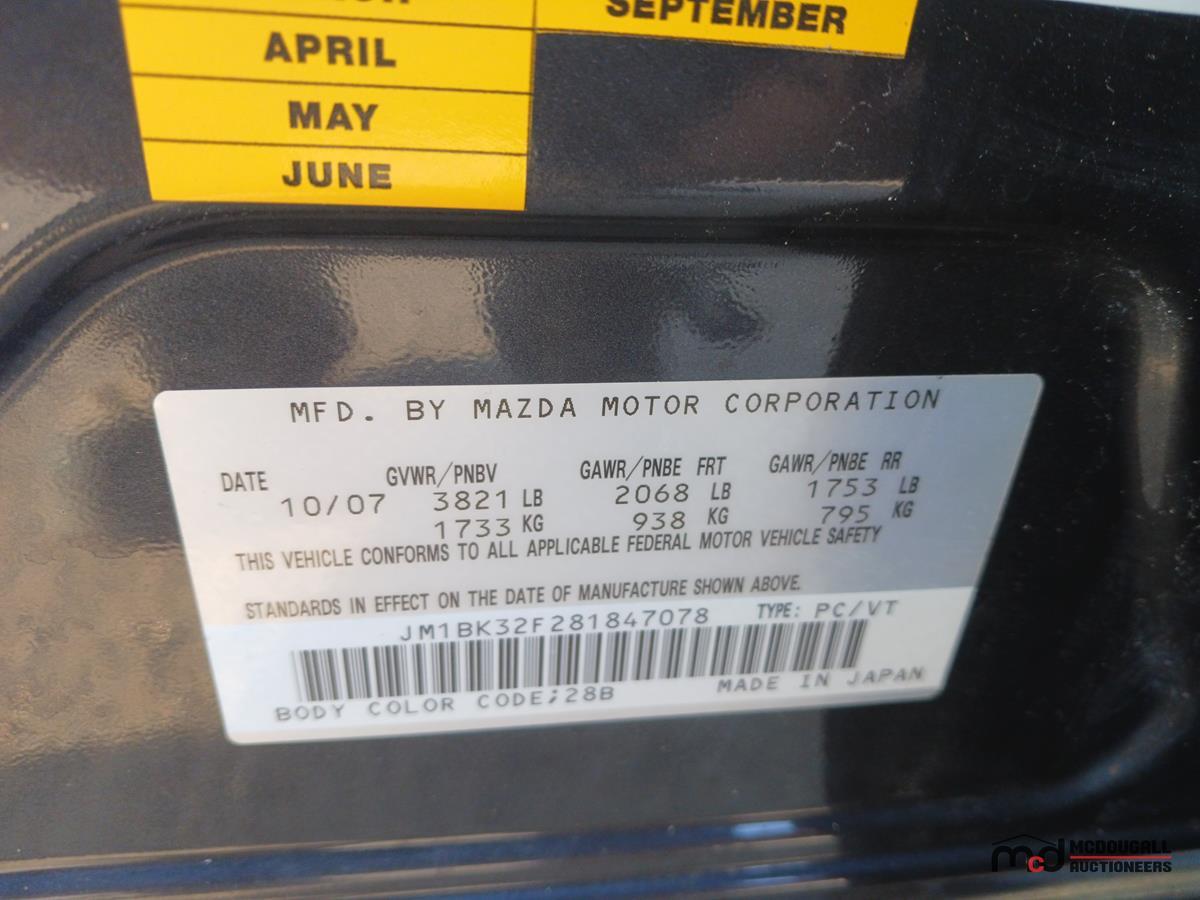 SEPTEMBER
APRIL
MAY
JUNE
MFD. BY MAZDA MOTOR CORPORATION
DATE GVWR/PNBV GAWR/PNBE FRT GAWR/PNBE RR
10/07 3821 LB 2068 LB 1753 LB
1733 KG 938 KG 795 KG
THIS VEHICLE CONFORMS TO ALL APPLICABLE FEDERAL MOTOR VEHICLE SAFETY
STANDARDS IN EFFECT ON THE DATE OF MANUFACTURE SHOWN ABOVE.
JM1BK32F281847078 TYPE: PC/VT
BODY COLOR CODE;28B MADE IN JAPAN
mcd MCDOUGALL
AUCTIONEERS